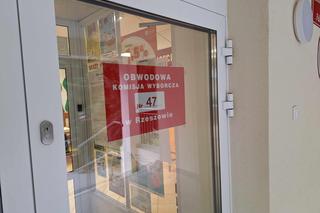 OBWODOWA
KOMISJA WYBORCZA
Nr 47
w Rzeszowie